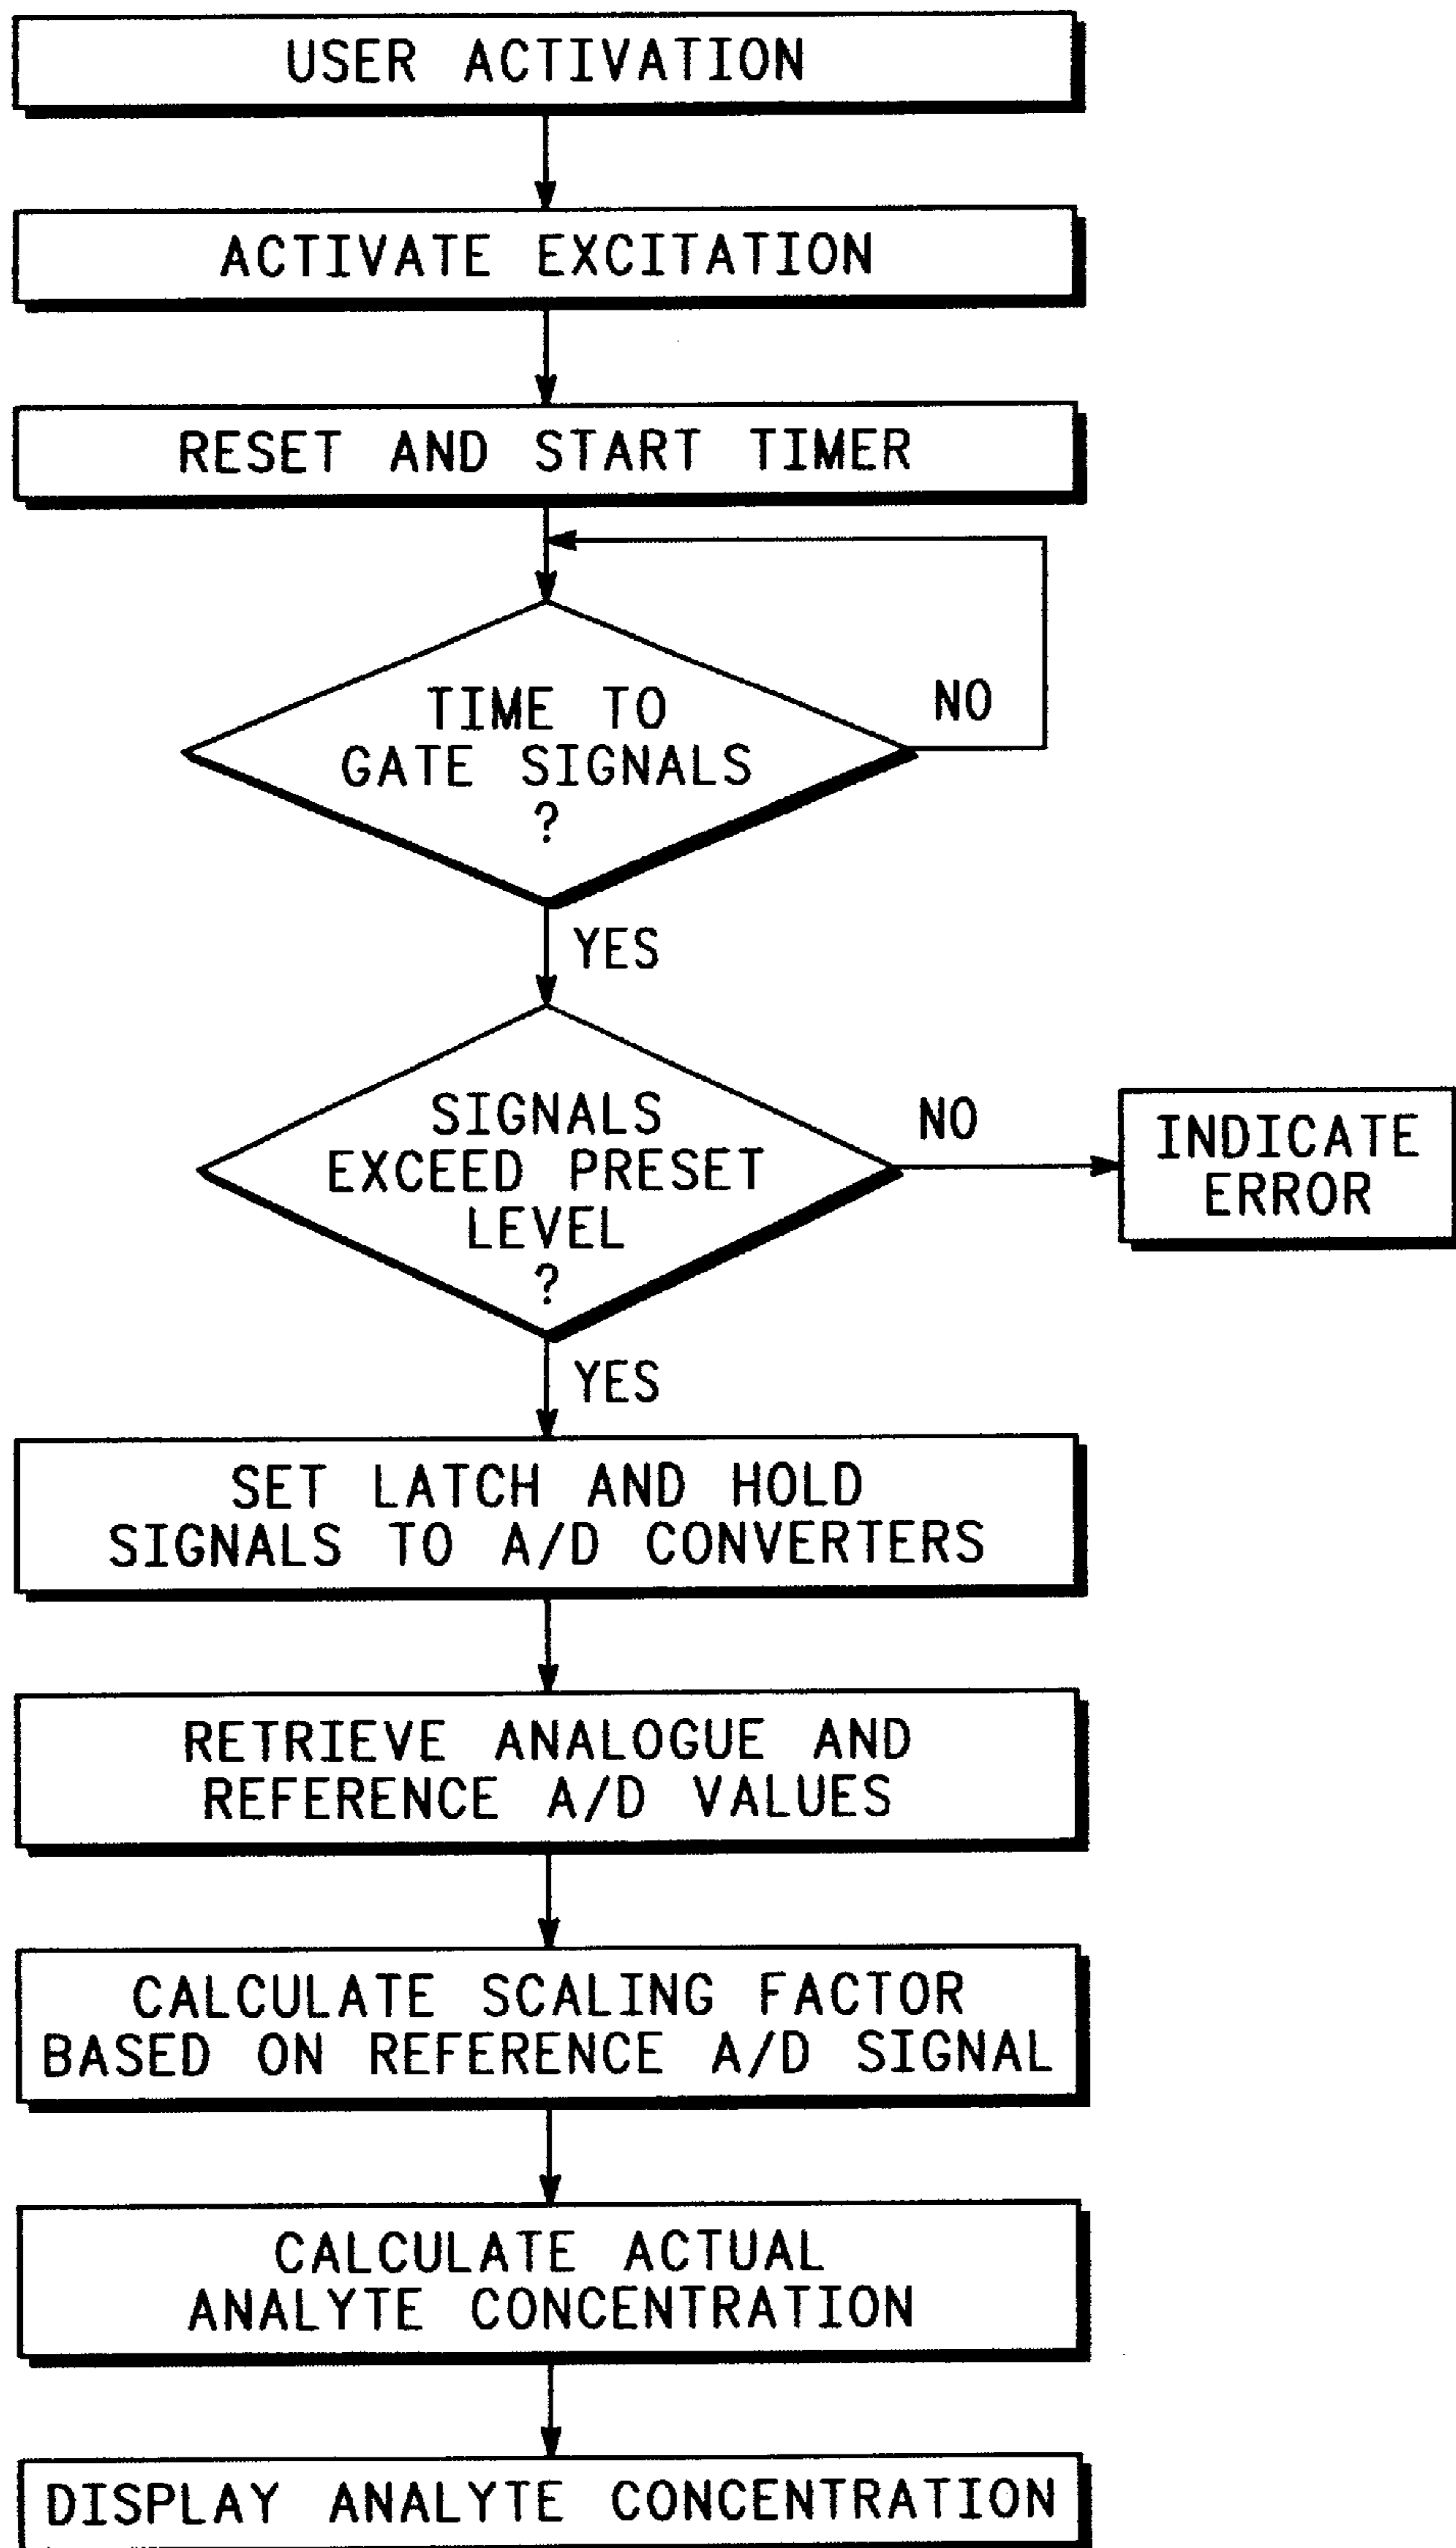 USER ACTIVATION
ACTIVATE EXCITATION
RESET AND START TIMER
TIME TO
GATE SIGNALS
?
NO
YES
SIGNALS
EXCEED PRESET
LEVEL
?
NO
INDICATE
ERROR
YES
SET LATCH AND HOLD
SIGNALS TO A/D CONVERTERS
RETRIEVE ANALOGUE AND
REFERENCE A/D VALUES
CALCULATE SCALING FACTOR
BASED ON REFERENCE A/D SIGNAL
CALCULATE ACTUAL
ANALYTE CONCENTRATION
DISPLAY ANALYTE CONCENTRATION